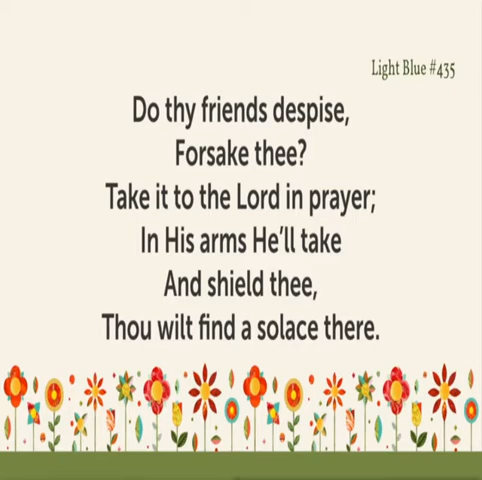 Light Blue #435
Do thy friends despise,
Forsake thee?
Take it to the Lord in prayer;
In His arms He'll take
And shield thee,
Thou wilt find a solace there.